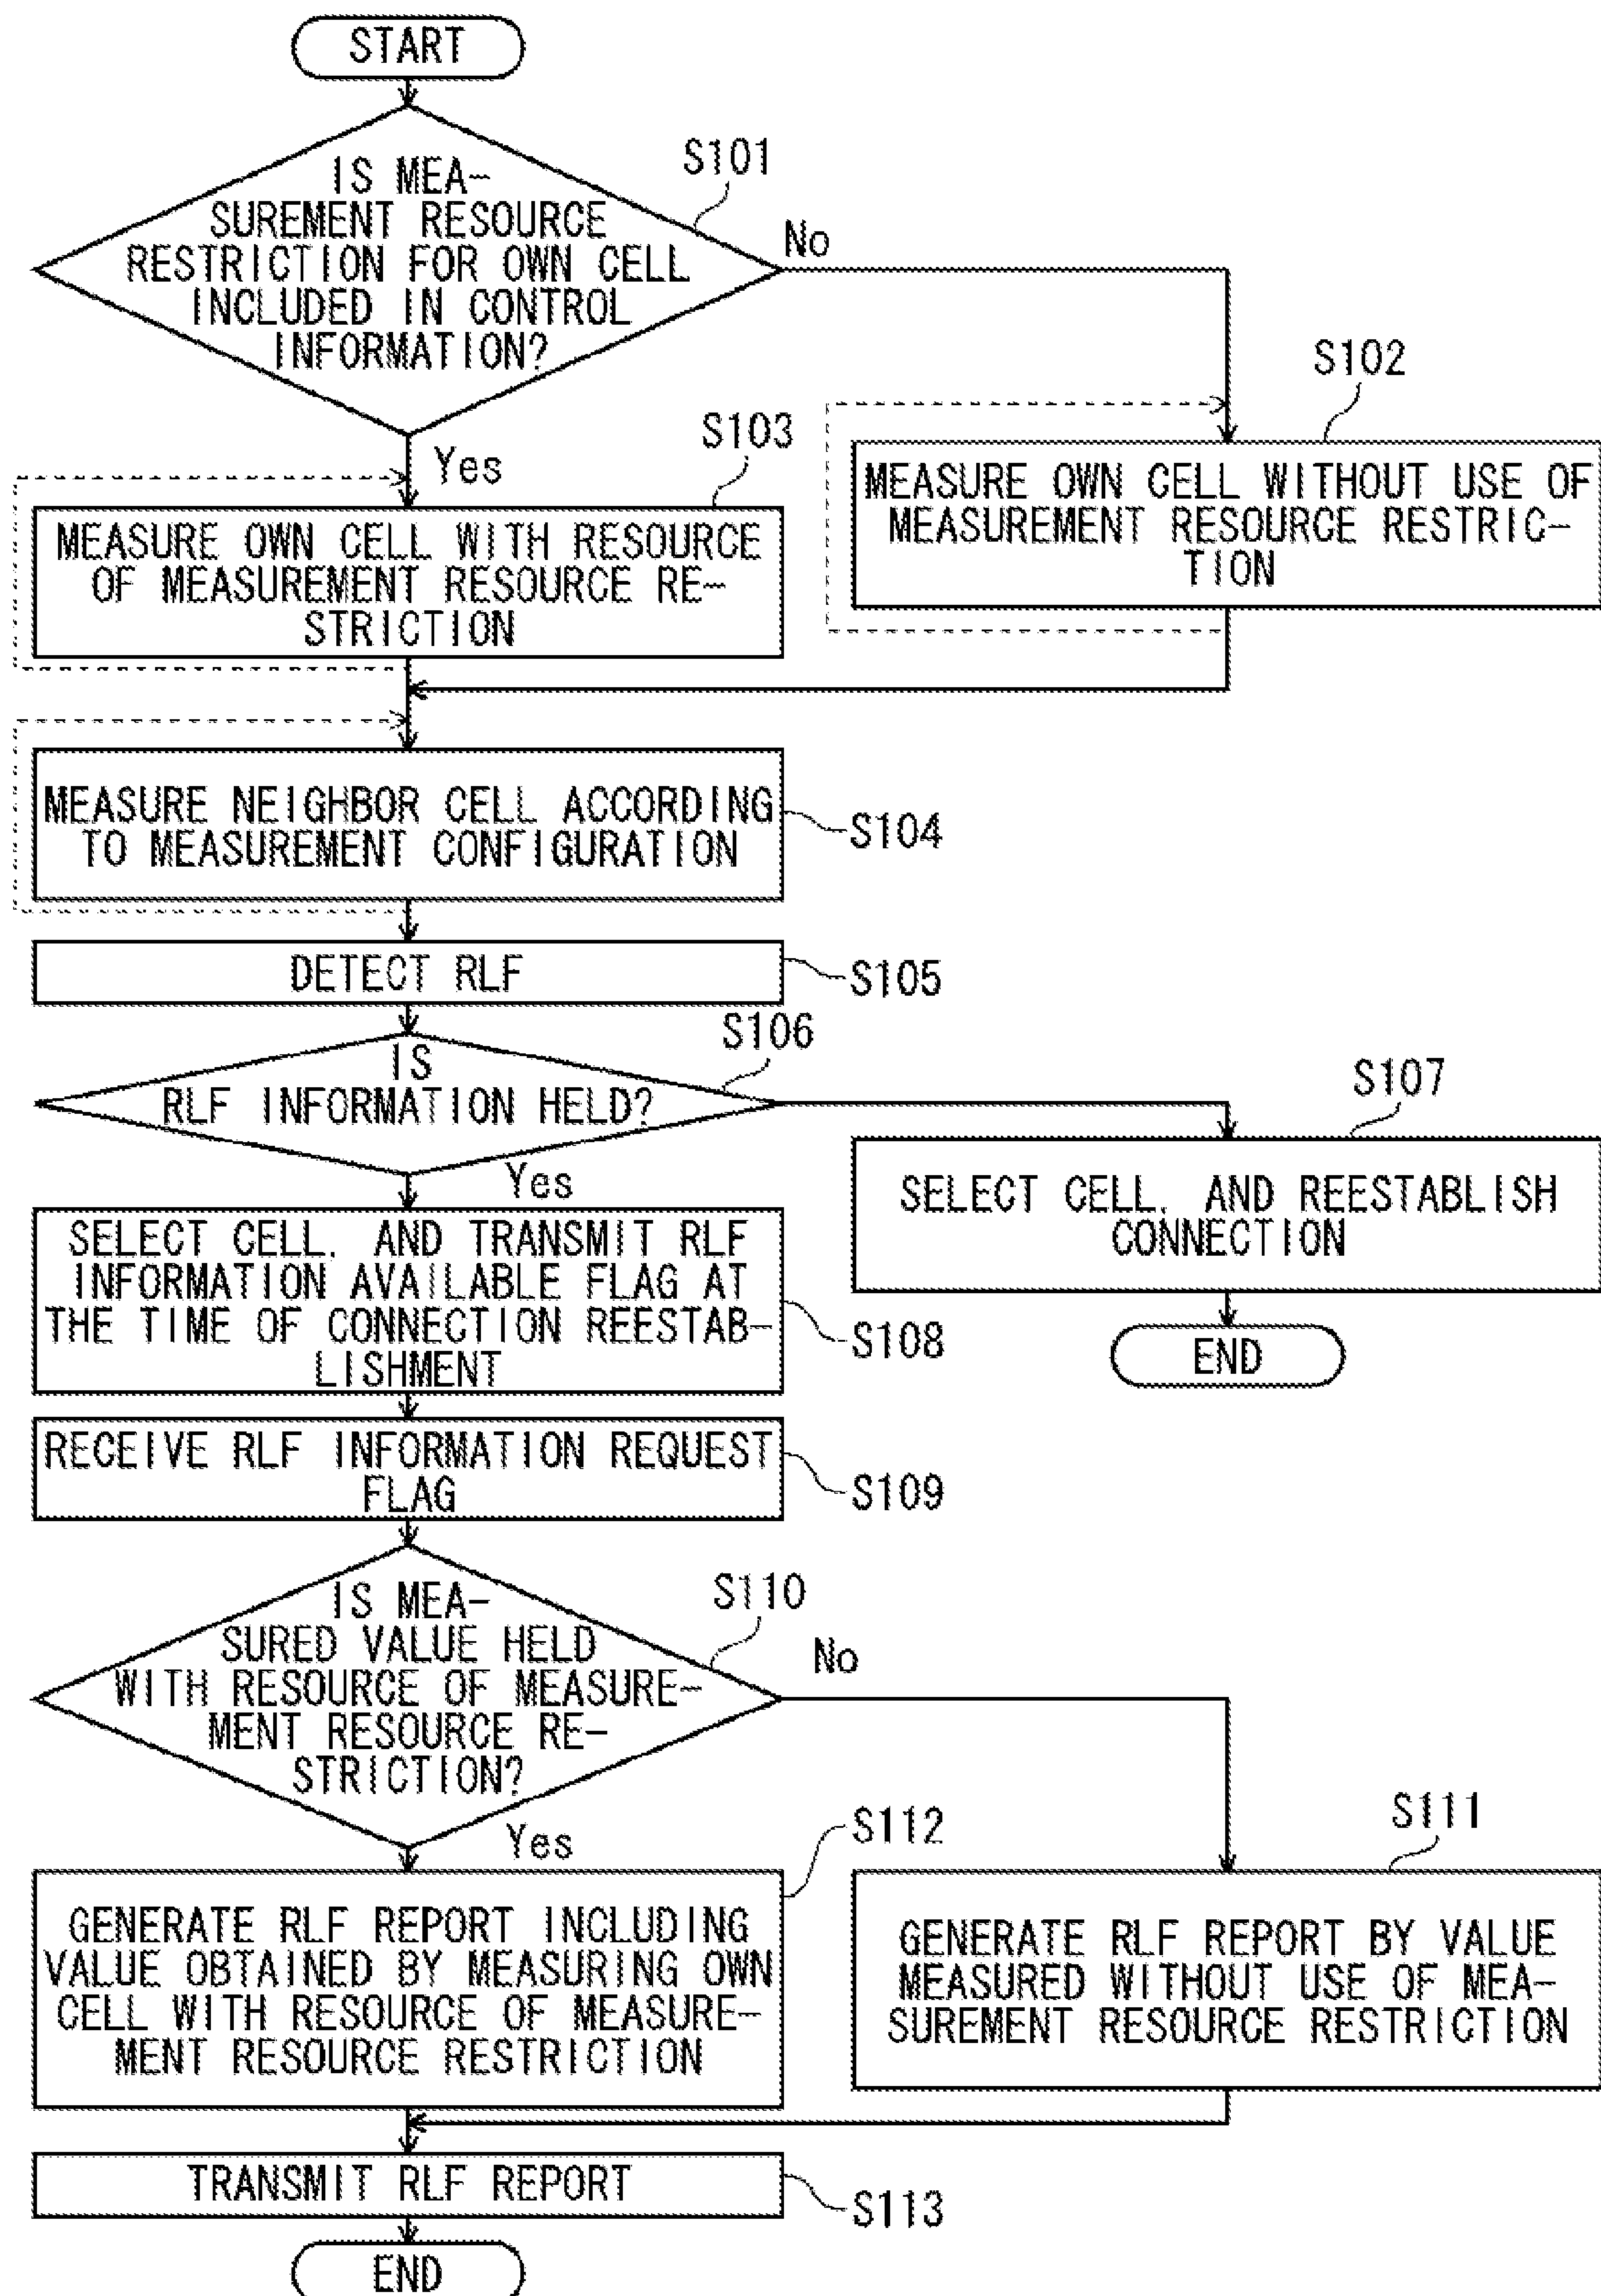 START
IS MEA-
SUREMENT RESOURCE
RESTRICTION FOR OWN CELL
INCLUDED IN CONTROL
INFORMATION?
S101
No
Yes
S102
MEASURE OWN CELL WITHOUT USE OF
MEASUREMENT RESOURCE RESTRIC-
TION
S103
MEASURE OWN CELL WITH RESOURCE
OF MEASUREMENT RESOURCE RE-
STRICTION
MEASURE NEIGHBOR CELL ACCORDING
TO MEASUREMENT CONFIGURATION
S104
DETECT RLF
S105
IS
RLF INFORMATION HELD?
S106
Yes
S107
SELECT CELL, AND REESTABLISH
CONNECTION
END
SELECT CELL, AND TRANSMIT RLF
INFORMATION AVAILABLE FLAG AT
THE TIME OF CONNECTION REESTAB-
LISHMENT
S108
RECEIVE RLF INFORMATION REQUEST
FLAG
S109
IS MEA-
SURED VALUE HELD
WITH RESOURCE OF MEASURE-
MENT RESOURCE RE-
STRICTION?
S110
No
Yes
S111
GENERATE RLF REPORT BY VALUE
MEASURED WITHOUT USE OF MEA-
SUREMENT RESOURCE RESTRICTION
S112
GENERATE RLF REPORT INCLUDING
VALUE OBTAINED BY MEASURING OWN
CELL WITH RESOURCE OF MEASURE-
MENT RESOURCE RESTRICTION
TRANSMIT RLF REPORT
S113
END